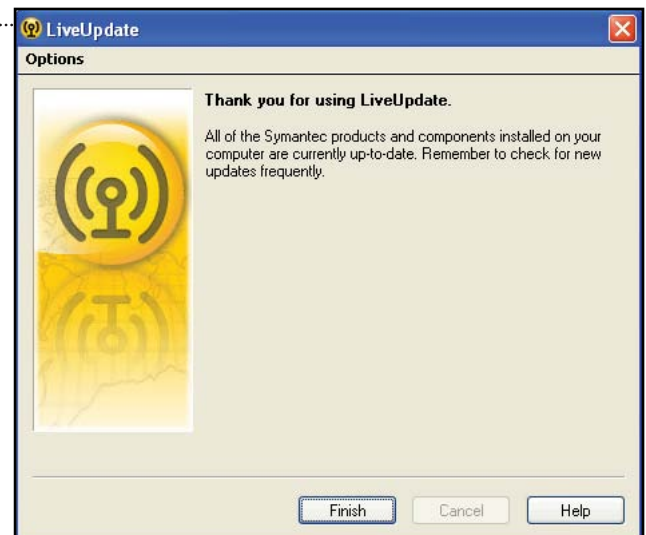 ...
LiveUpdate
Options
Thank you for using LiveUpdate.
All of the Symantec products and components installed on your
computer are currently up-to-date. Remember to check for new
updates frequently.
Finish Cancel Help